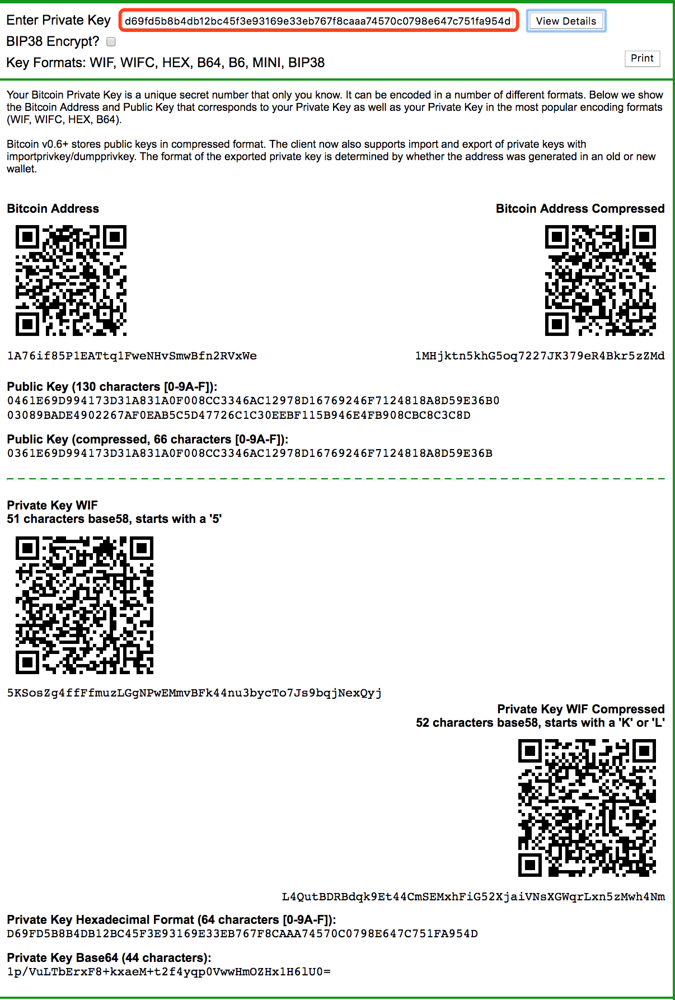 Enter Private Key d69fd5b8b4db12bc45f3e93169e33eb767f8caaa74570c0798e647c751fa954d View Details
BIP38 Encrypt?
Key Formats: WIF, WIFC, HEX, B64, B6, MINI, BIP38
Print
Your Bitcoin Private Key is a unique secret number that only you know. It can be encoded in a number of different formats. Below we show
the Bitcoin Address and Public Key that corresponds to your Private Key as well as your Private Key in the most popular encoding formats
(WIF, WIFC, HEX, B64).
Bitcoin v0.6+ stores public keys in compressed format. The client now also supports import and export of private keys with
importprivkey/dumpprivkey. The format of the exported private key is determined by whether the address was generated in an old or new
wallet.
Bitcoin Address
Bitcoin Address Compressed
1A76if85P1EATtq1FweNHvSmwBfn2RVxWe
1MHjktn5khG5oq7227JK379eR4Bkr5zZMd
Public Key (130 characters [0-9A-F]):
0461E69D994173D31A831A0F008CC3346AC12978D16769246F7124818A8D59E36B0
03089BADE4902267AF0EAB5C5D47726C1C30EEBF115B946E4FB908CBC8C3C8D
Public Key (compressed, 66 characters [0-9A-F]):
0361E69D994173D31A831A0F008CC3346AC12978D16769246F7124818A8D59E36B
Private Key WIF
51 characters base58, starts with a '5'
5KSosZg4ffFfmuzLGgNPwEMmvBFk44nu3bycTo7Js9bqjNexQyj
Private Key WIF Compressed
52 characters base58, starts with a 'K' or 'L'
L4QutBDRBdqk9Et44CmSEMxhFiG52XjaiVNsXGWqrLxn5zMwh4Nm
Private Key Hexadecimal Format (64 characters [0-9A-F]):
D69FD5B8B4DB12BC45F3E93169E33EB767F8CAAA74570C0798E647C751FA954D
Private Key Base64 (44 characters):
1p/VuLTbErxF8+kxaeM+t2f4yqp0VwwHmOZHx1H6lU0=